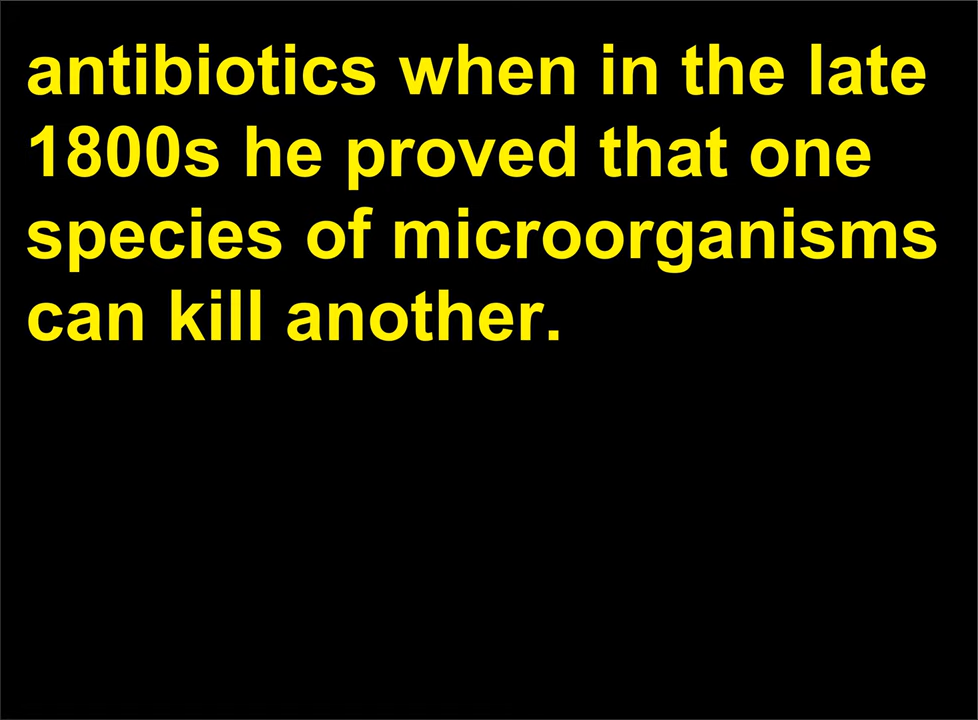 antibiotics when in the late
1800s he proved that one
species of microorganisms
can kill another.